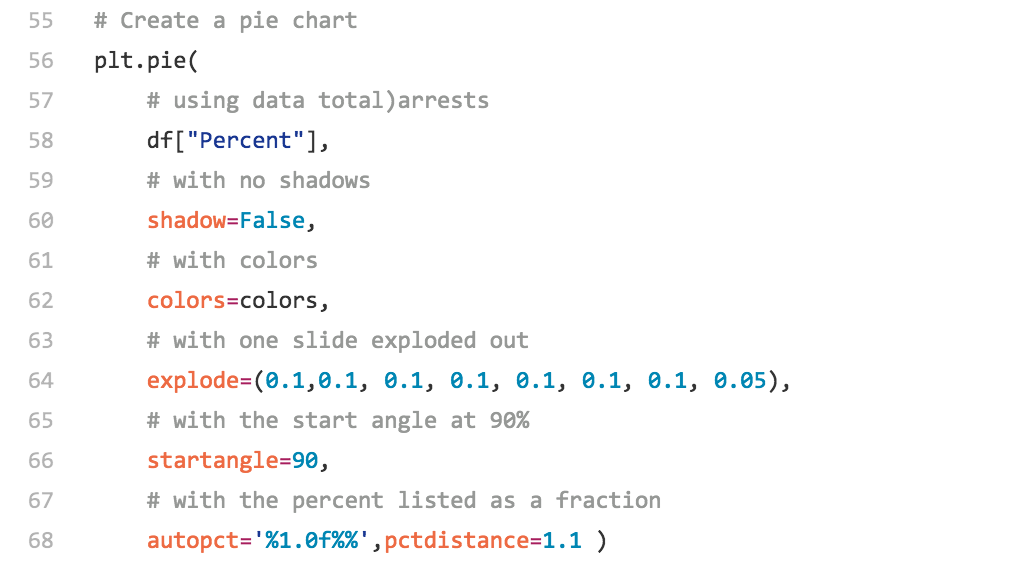 55 # Create a pie chart
56 plt.pie(
57 # using data total)arrests
58 df["Percent"],
59 # with no shadows
60 shadow=False,
61 # with colors
62 colors=colors,
63 # with one slide exploded out
64 explode=(0.1,0.1, 0.1, 0.1, 0.1, 0.1, 0.1, 0.05),
65 # with the start angle at 90%
66 startangle=90,
67 # with the percent listed as a fraction
68 autopct='%1.0f%%',pctdistance=1.1 )